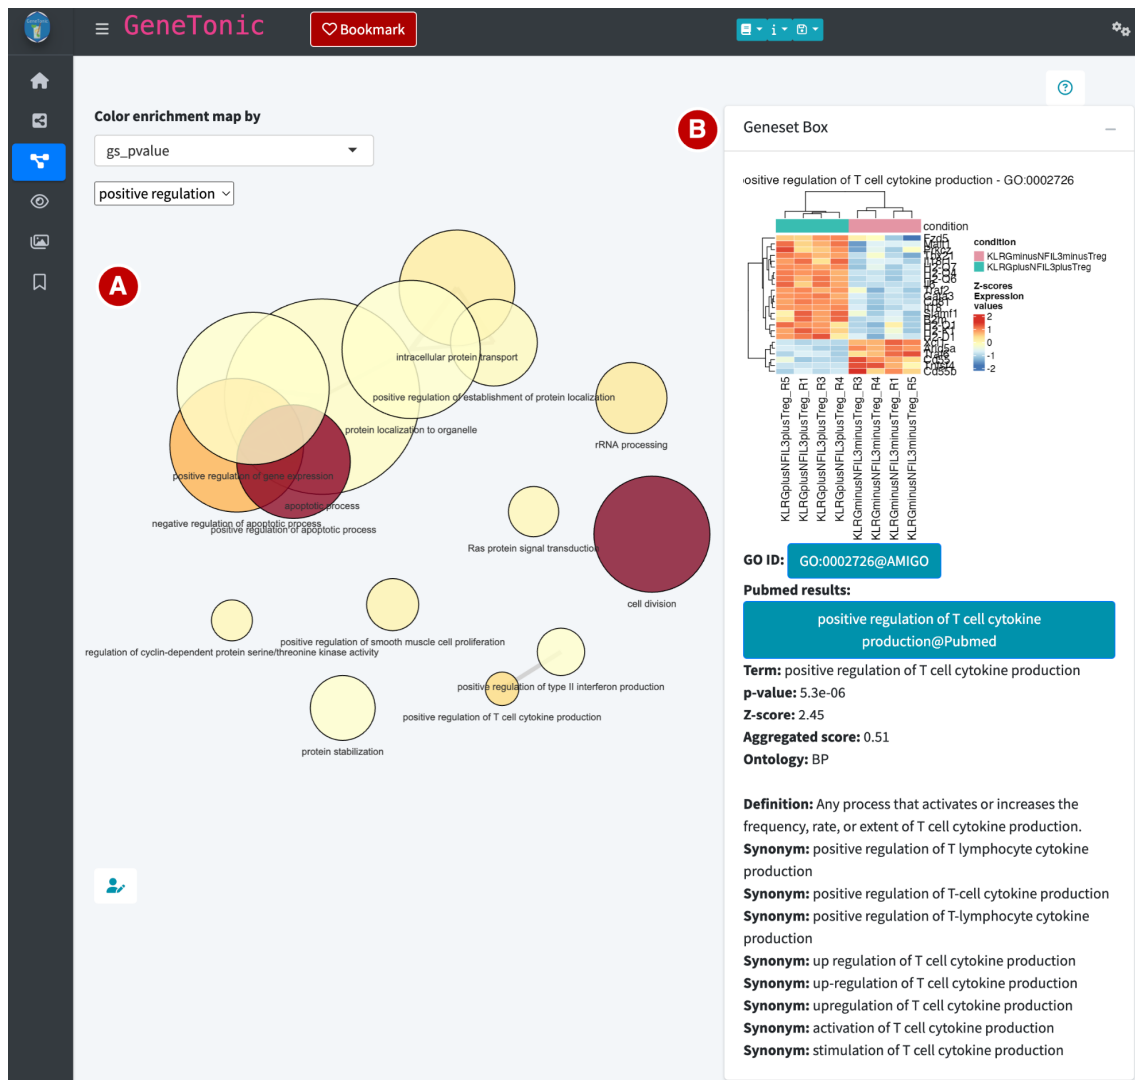 GeneTonic
Bookmark
Color enrichment map by
gs_pvalue
positive regulation
A
intracellular protein transport
positive regulation of establishment of protein localization
protein localization to organelle
rRNA processing
positive regulation of gene expression
apoptotic process
negative regulation of apoptotic process
positive regulation of apoptotic process
Ras protein signal transduction
cell division
positive regulation of smooth muscle cell proliferation
regulation of cyclin-dependent protein serine/threonine kinase activity
positive regulation of type II interferon production
positive regulation of T cell cytokine production
protein stabilization
B
Geneset Box
ositive regulation of T cell cytokine production - GO:0002726
condition
Fzd5
Malt1
Tbx21
Traf2
Gata3
Cd81
Slamf1
H2-D1
Tnfsf4
Cd55b
condition
KLRGminusNFIL3minusTreg
KLRGplusNFIL3plusTreg
Z-scores
Expression
values
2
1
0
-1
-2
KLRGplusNFIL3plusTreg_R5
KLRGplusNFIL3plusTreg_R1
KLRGplusNFIL3plusTreg_R3
KLRGplusNFIL3plusTreg_R4
KLRGminusNFIL3minusTreg_R3
KLRGminusNFIL3minusTreg_R4
KLRGminusNFIL3minusTreg_R1
KLRGminusNFIL3minusTreg_R5
GO ID: GO:0002726@AMIGO
Pubmed results:
positive regulation of T cell cytokine
production@Pubmed
Term: positive regulation of T cell cytokine production
p-value: 5.3e-06
Z-score: 2.45
Aggregated score: 0.51
Ontology: BP
Definition: Any process that activates or increases the
frequency, rate, or extent of T cell cytokine production.
Synonym: positive regulation of T lymphocyte cytokine
production
Synonym: positive regulation of T-cell cytokine production
Synonym: positive regulation of T-lymphocyte cytokine
production
Synonym: up regulation of T cell cytokine production
Synonym: up-regulation of T cell cytokine production
Synonym: upregulation of T cell cytokine production
Synonym: activation of T cell cytokine production
Synonym: stimulation of T cell cytokine production